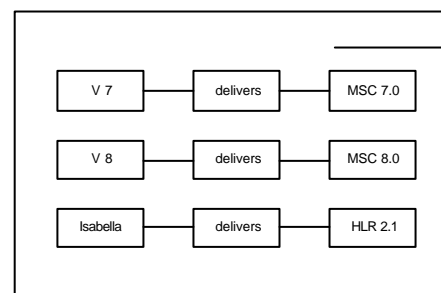 V 7 delivers MSC 7.0
V 8 delivers MSC 8.0
Isabella delivers HLR 2.1